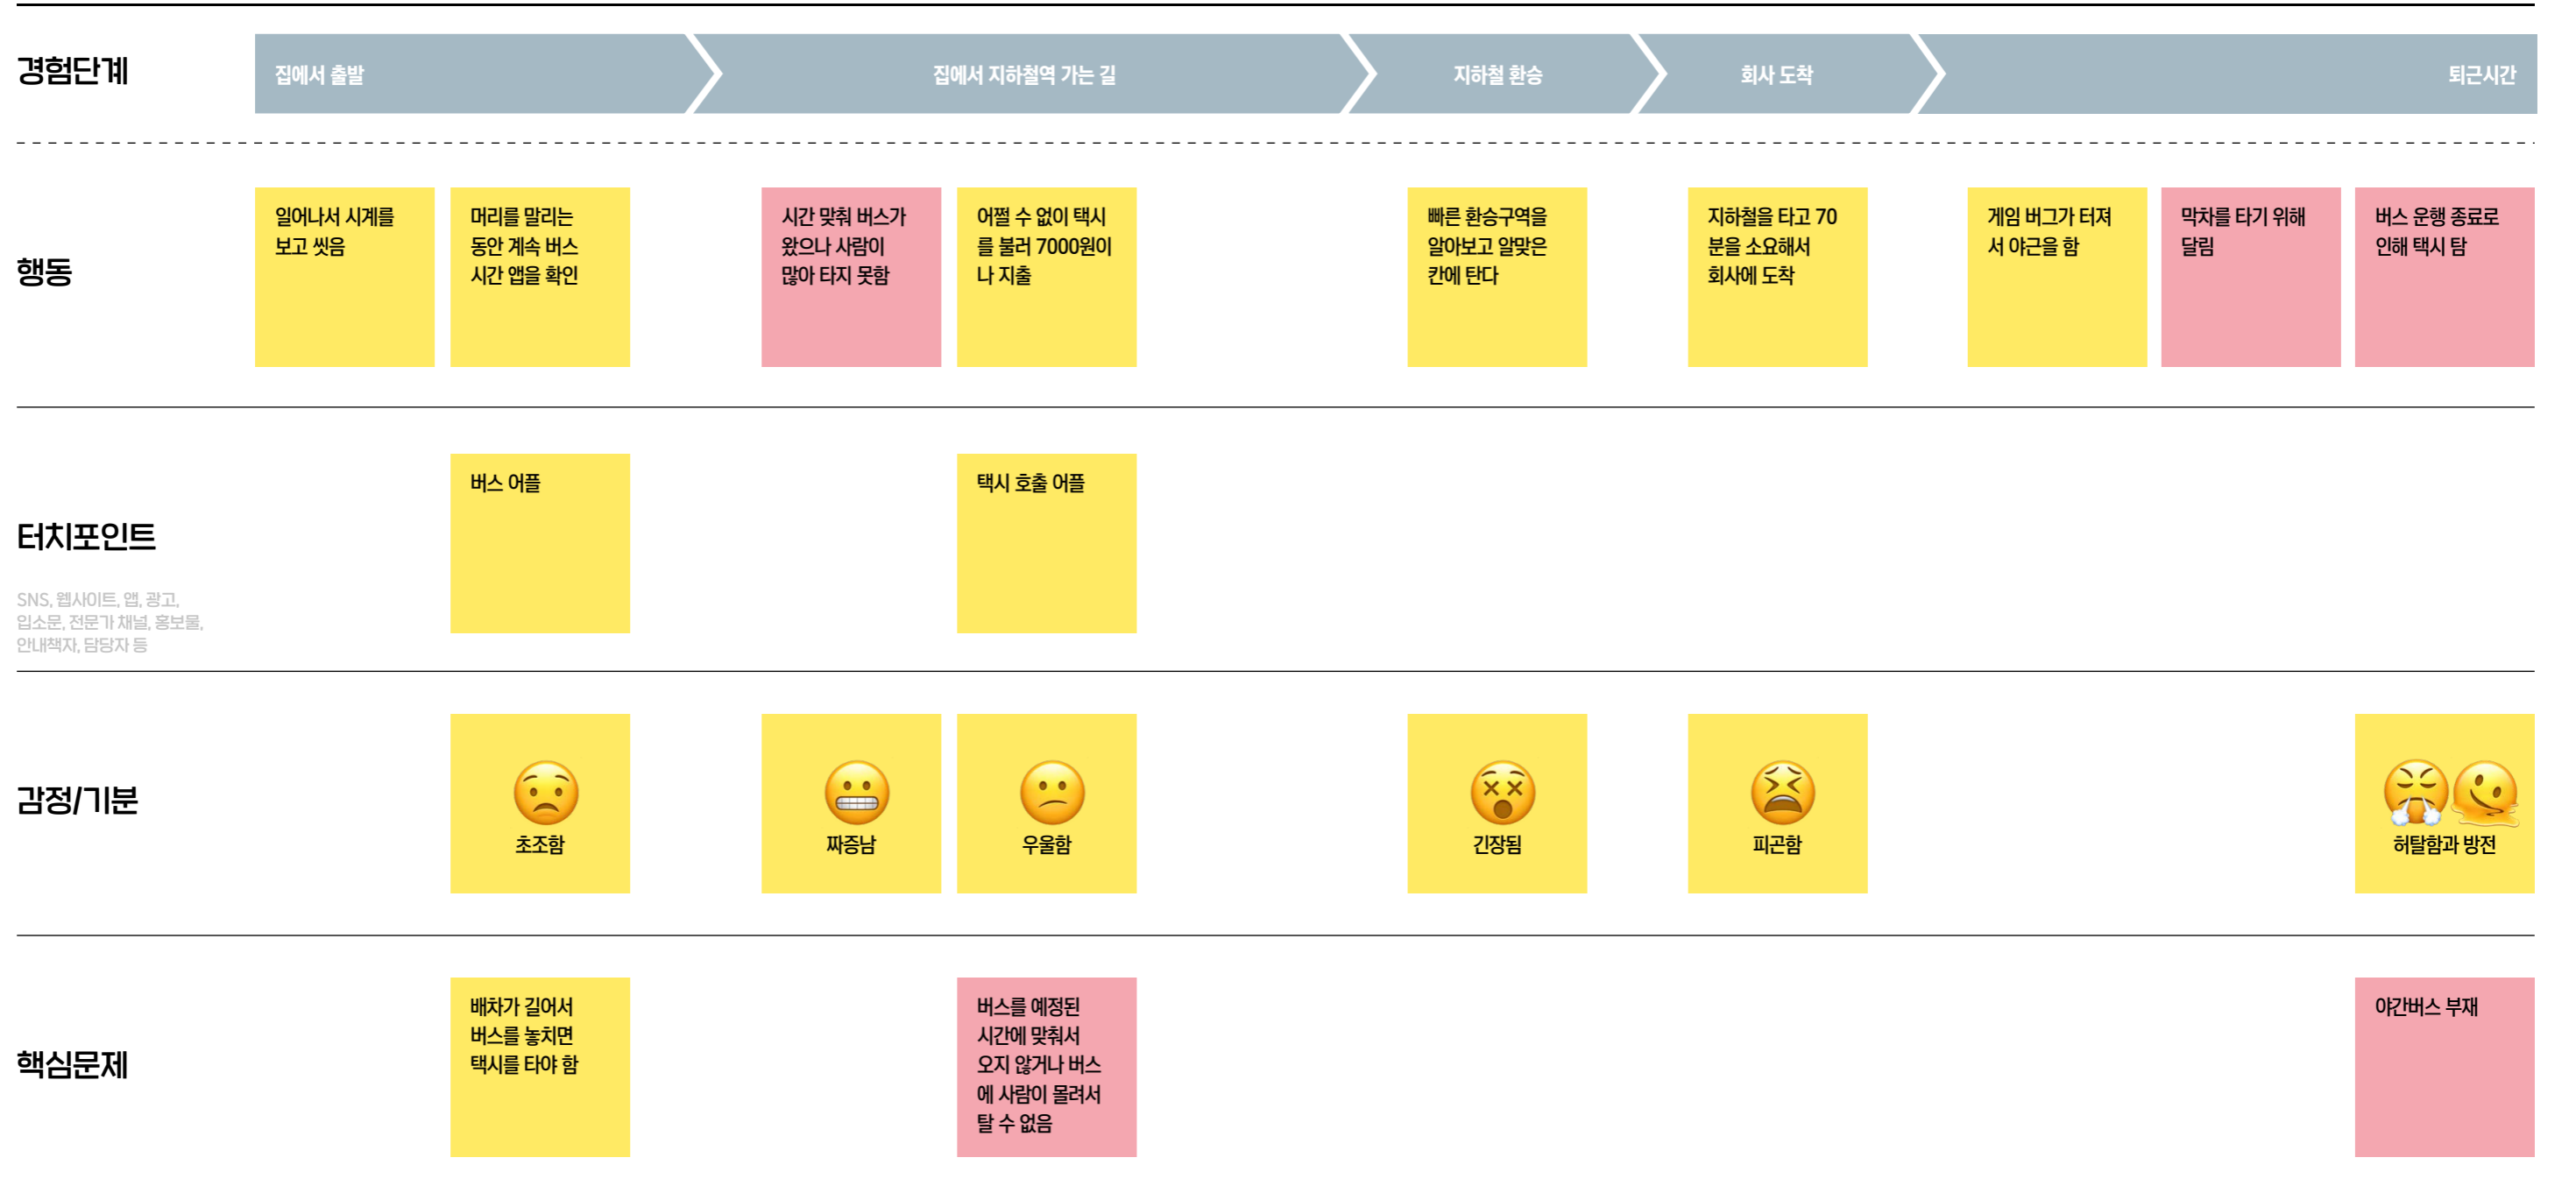 경험단계
집에서 출발
집에서 지하철역 가는 길
지하철 환승
회사 도착
퇴근시간
행동
일어나서 시계를
보고 씻음
머리를 말리는
동안 계속 버스
시간 앱을 확인
시간 맞춰 버스가
왔으나 사람이
많아 타지 못함
어쩔 수 없이 택시
를 불러 7000원이
나 지출
빠른 환승구역을
알아보고 알맞은
칸에 탄다
지하철을 타고 70
분을 소요해서
회사에 도착
게임 버그가 터져
서 야근을 함
막차를 타기 위해
달림
버스 운행 종료로
인해 택시 탐
터치포인트
SNS, 웹사이트, 앱, 광고,
입소문, 전문가 채널, 홍보물,
안내책자, 담당자 등
버스 어플
택시 호출 어플
감정/기분
초조함
짜증남
우울함
긴장됨
피곤함
허탈함과 방전
핵심문제
배차가 길어서
버스를 놓치면
택시를 타야 함
버스를 예정된
시간에 맞춰서
오지 않거나 버스
에 사람이 몰려서
탈 수 없음
야간버스 부재